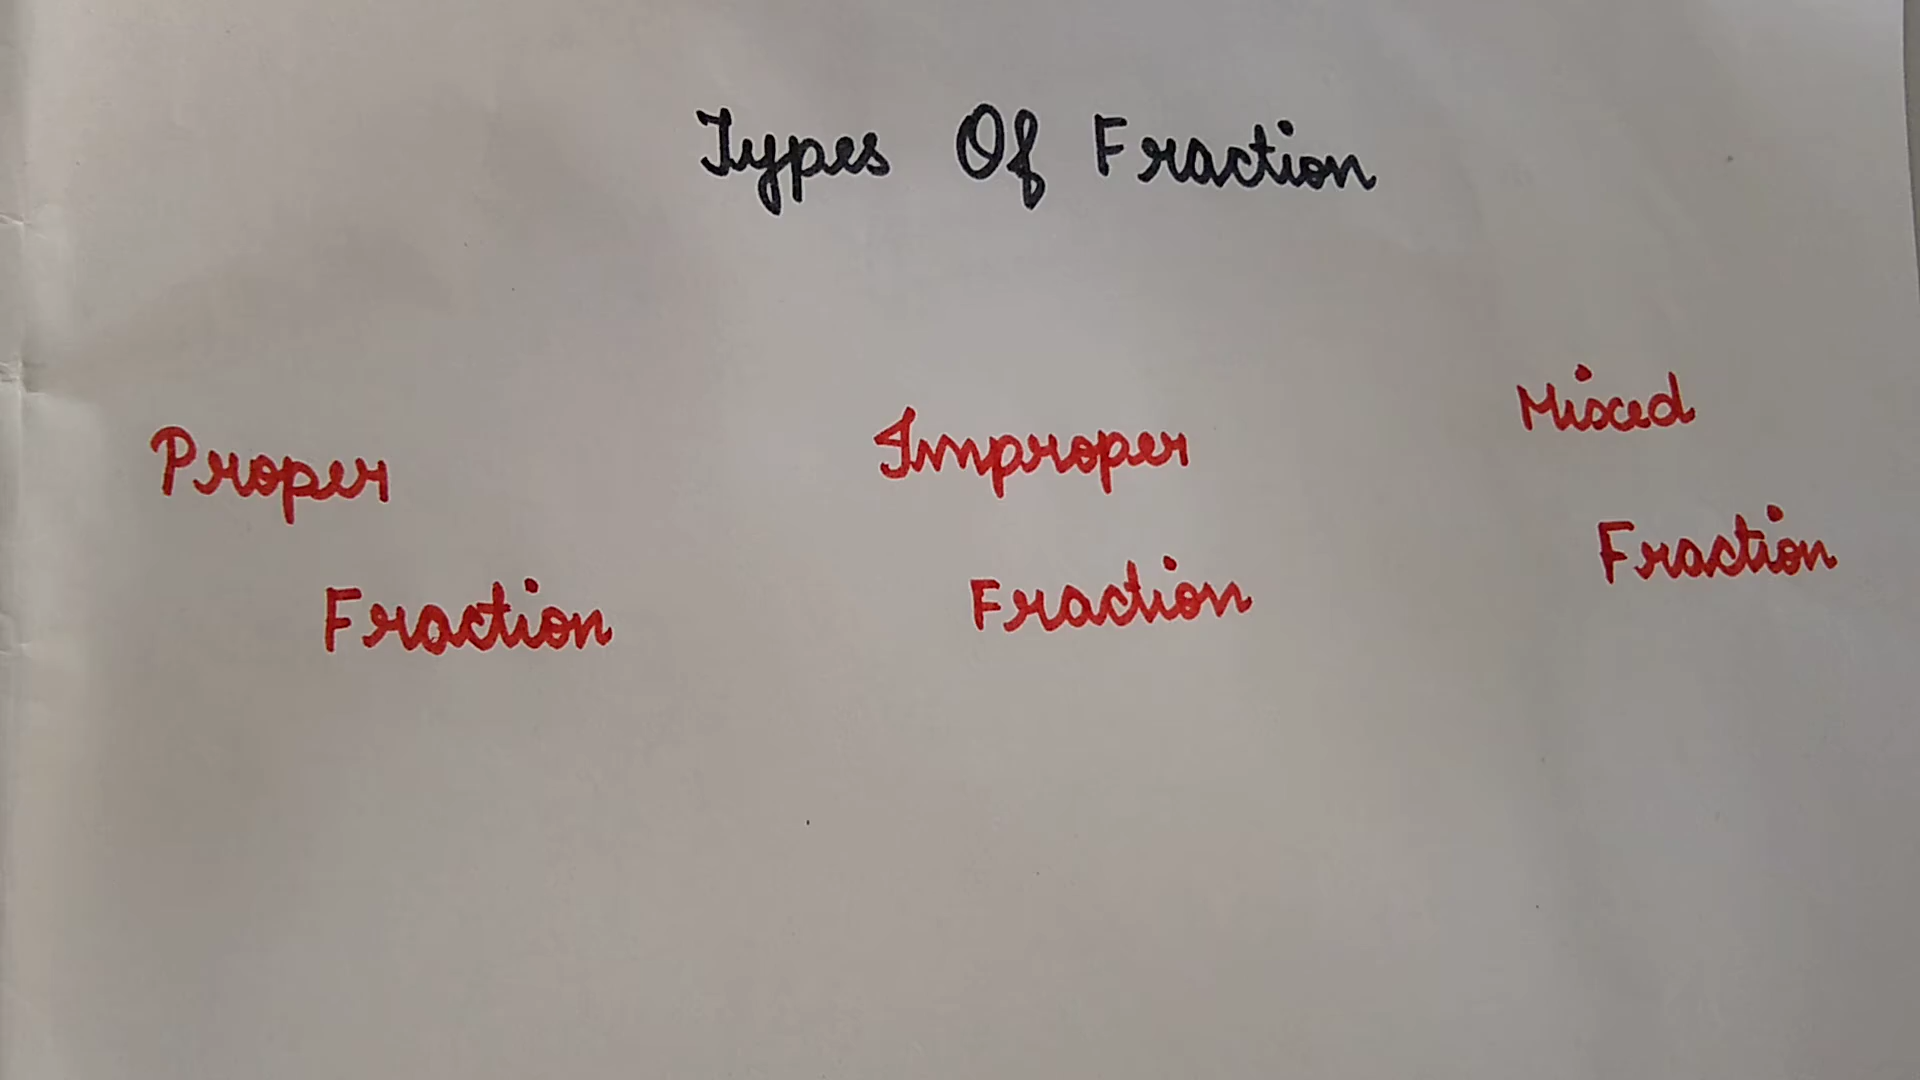 Types Of Fraction
Proper
Fraction
Improper
Fraction
Mixed
Fraction